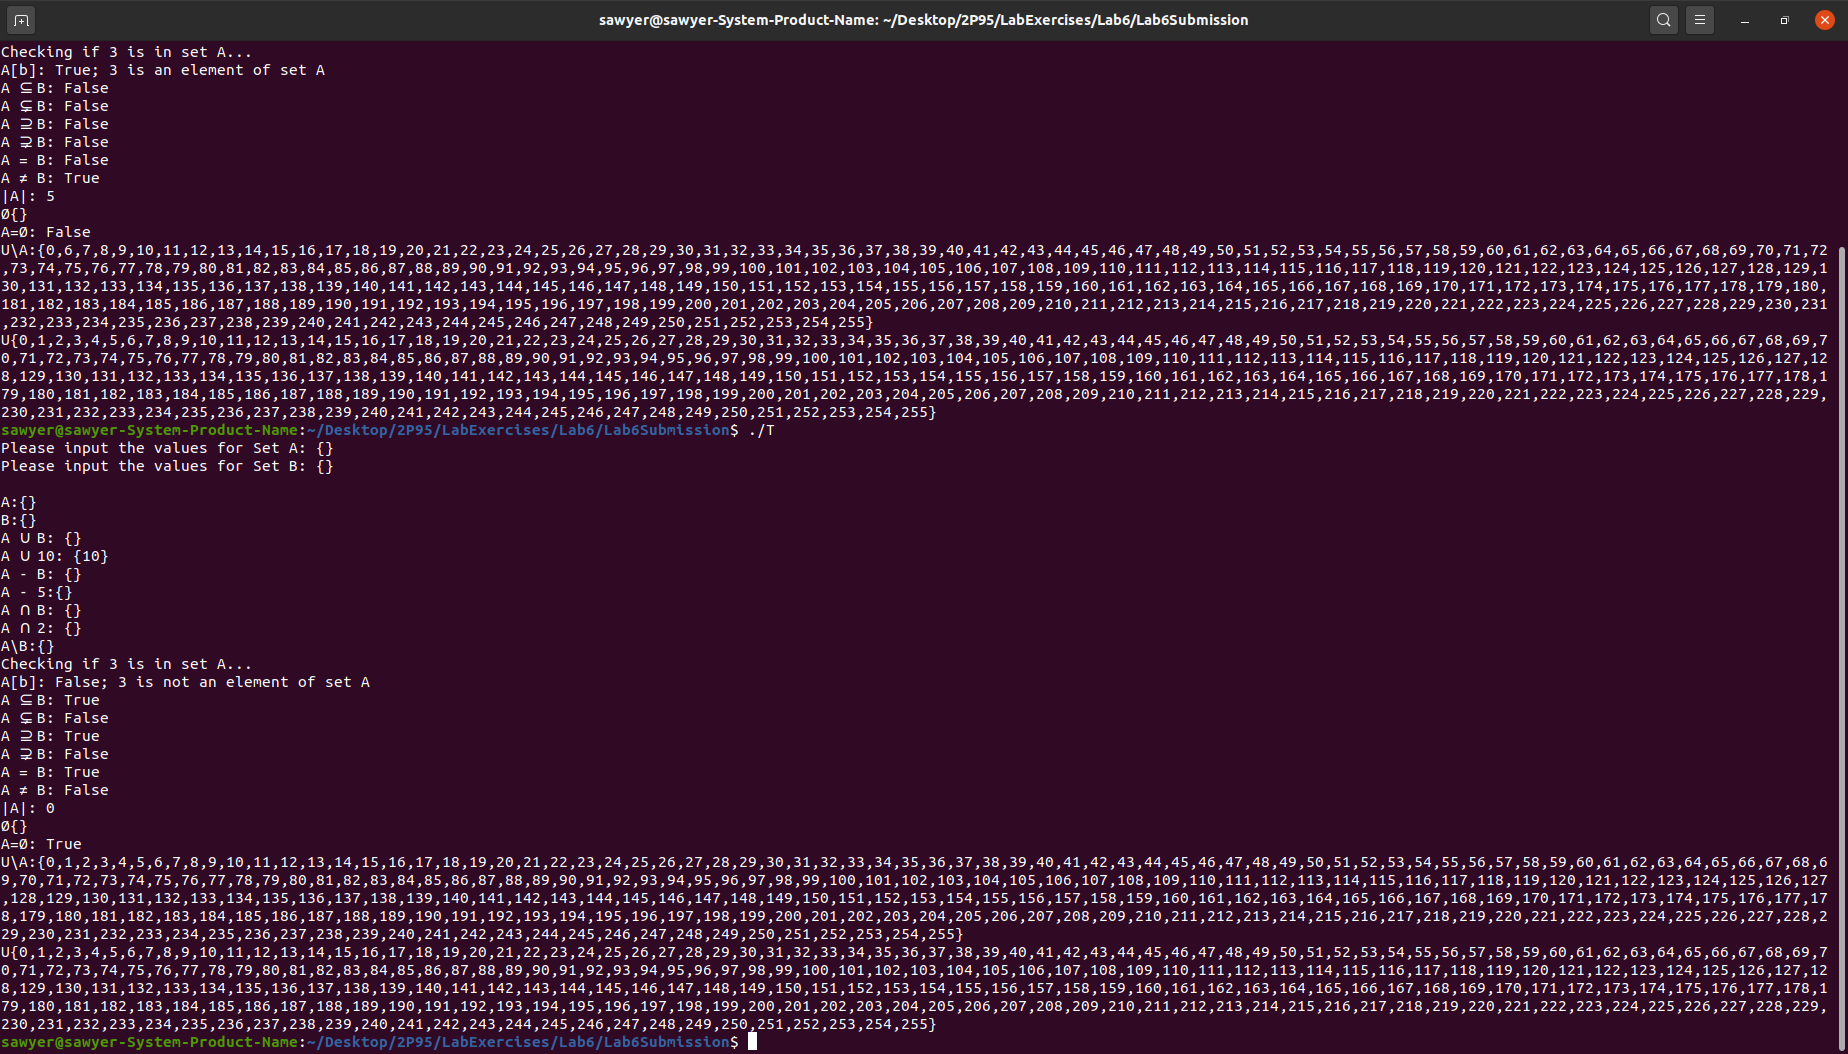 sawyer@sawyer-System-Product-Name: ~/Desktop/2P95/LabExercises/Lab6/Lab6Submission
Checking if 3 is in set A...
A[b]: True; 3 is an element of set A
A ⊆B: False
A ⊊B: False
A ⊇B: False
A ⊋B: False
A = B: False
A ≠ B: True
|A|: 5
Ø{}
A=Ø: False
U\A:{0,6,7,8,9,10,11,12,13,14,15,16,17,18,19,20,21,22,23,24,25,26,27,28,29,30,31,32,33,34,35,36,37,38,39,40,41,42,43,44,45,46,47,48,49,50,51,52,53,54,55,56,57,58,59,60,61,62,63,64,65,66,67,68,69,70,71,72
,73,74,75,76,77,78,79,80,81,82,83,84,85,86,87,88,89,90,91,92,93,94,95,96,97,98,99,100,101,102,103,104,105,106,107,108,109,110,111,112,113,114,115,116,117,118,119,120,121,122,123,124,125,126,127,128,129,1
30,131,132,133,134,135,136,137,138,139,140,141,142,143,144,145,146,147,148,149,150,151,152,153,154,155,156,157,158,159,160,161,162,163,164,165,166,167,168,169,170,171,172,173,174,175,176,177,178,179,180,
181,182,183,184,185,186,187,188,189,190,191,192,193,194,195,196,197,198,199,200,201,202,203,204,205,206,207,208,209,210,211,212,213,214,215,216,217,218,219,220,221,222,223,224,225,226,227,228,229,230,231
,232,233,234,235,236,237,238,239,240,241,242,243,244,245,246,247,248,249,250,251,252,253,254,255}
U{0,1,2,3,4,5,6,7,8,9,10,11,12,13,14,15,16,17,18,19,20,21,22,23,24,25,26,27,28,29,30,31,32,33,34,35,36,37,38,39,40,41,42,43,44,45,46,47,48,49,50,51,52,53,54,55,56,57,58,59,60,61,62,63,64,65,66,67,68,69,7
0,71,72,73,74,75,76,77,78,79,80,81,82,83,84,85,86,87,88,89,90,91,92,93,94,95,96,97,98,99,100,101,102,103,104,105,106,107,108,109,110,111,112,113,114,115,116,117,118,119,120,121,122,123,124,125,126,127,12
8,129,130,131,132,133,134,135,136,137,138,139,140,141,142,143,144,145,146,147,148,149,150,151,152,153,154,155,156,157,158,159,160,161,162,163,164,165,166,167,168,169,170,171,172,173,174,175,176,177,178,1
79,180,181,182,183,184,185,186,187,188,189,190,191,192,193,194,195,196,197,198,199,200,201,202,203,204,205,206,207,208,209,210,211,212,213,214,215,216,217,218,219,220,221,222,223,224,225,226,227,228,229,
230,231,232,233,234,235,236,237,238,239,240,241,242,243,244,245,246,247,248,249,250,251,252,253,254,255}
sawyer@sawyer-System-Product-Name:~/Desktop/2P95/LabExercises/Lab6/Lab6Submission$ ./T
Please input the values for Set A: {}
Please input the values for Set B: {}
A:{}
B:{}
A ∪ B: {}
A ∪ 10: {10}
A - B: {}
A - 5:{}
A ∩ B: {}
A ∩ 2: {}
A\B:{}
Checking if 3 is in set A...
A[b]: False; 3 is not an element of set A
A ⊆B: True
A ⊊B: False
A ⊇B: True
A ⊋B: False
A = B: True
A ≠ B: False
|A|: 0
Ø{}
A=Ø: True
U\A:{0,1,2,3,4,5,6,7,8,9,10,11,12,13,14,15,16,17,18,19,20,21,22,23,24,25,26,27,28,29,30,31,32,33,34,35,36,37,38,39,40,41,42,43,44,45,46,47,48,49,50,51,52,53,54,55,56,57,58,59,60,61,62,63,64,65,66,67,68,6
9,70,71,72,73,74,75,76,77,78,79,80,81,82,83,84,85,86,87,88,89,90,91,92,93,94,95,96,97,98,99,100,101,102,103,104,105,106,107,108,109,110,111,112,113,114,115,116,117,118,119,120,121,122,123,124,125,126,127
,128,129,130,131,132,133,134,135,136,137,138,139,140,141,142,143,144,145,146,147,148,149,150,151,152,153,154,155,156,157,158,159,160,161,162,163,164,165,166,167,168,169,170,171,172,173,174,175,176,177,17
8,179,180,181,182,183,184,185,186,187,188,189,190,191,192,193,194,195,196,197,198,199,200,201,202,203,204,205,206,207,208,209,210,211,212,213,214,215,216,217,218,219,220,221,222,223,224,225,226,227,228,2
29,230,231,232,233,234,235,236,237,238,239,240,241,242,243,244,245,246,247,248,249,250,251,252,253,254,255}
U{0,1,2,3,4,5,6,7,8,9,10,11,12,13,14,15,16,17,18,19,20,21,22,23,24,25,26,27,28,29,30,31,32,33,34,35,36,37,38,39,40,41,42,43,44,45,46,47,48,49,50,51,52,53,54,55,56,57,58,59,60,61,62,63,64,65,66,67,68,69,7
0,71,72,73,74,75,76,77,78,79,80,81,82,83,84,85,86,87,88,89,90,91,92,93,94,95,96,97,98,99,100,101,102,103,104,105,106,107,108,109,110,111,112,113,114,115,116,117,118,119,120,121,122,123,124,125,126,127,12
8,129,130,131,132,133,134,135,136,137,138,139,140,141,142,143,144,145,146,147,148,149,150,151,152,153,154,155,156,157,158,159,160,161,162,163,164,165,166,167,168,169,170,171,172,173,174,175,176,177,178,1
79,180,181,182,183,184,185,186,187,188,189,190,191,192,193,194,195,196,197,198,199,200,201,202,203,204,205,206,207,208,209,210,211,212,213,214,215,216,217,218,219,220,221,222,223,224,225,226,227,228,229,
230,231,232,233,234,235,236,237,238,239,240,241,242,243,244,245,246,247,248,249,250,251,252,253,254,255}
sawyer@sawyer-System-Product-Name:~/Desktop/2P95/LabExercises/Lab6/Lab6Submission$